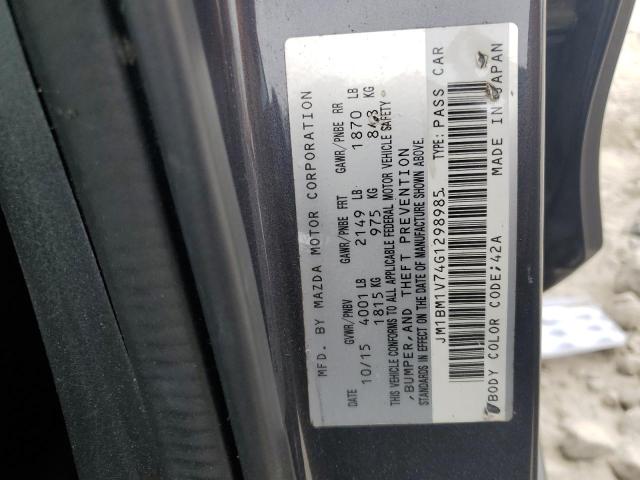 MFD. BY MAZDA MOTOR CORPORATION
DATE GVWR/PNBV GAWR/PNBE FRT GAWR/PNBE RR
10/15 4001 LB 2149 LB 1870 LB
1815 KG 975 KG KG
THIS VEHICLE CONFORMS TO ALL APPLICABLE FEDERAL MOTOR VEHICLE SAFETY
,BUMPER,AND THEFT PREVENTION
STANDARDS IN EFFECT ON THE DATE OF MANUFACTURE SHOWN ABOVE.
JM1BM1V74G1298985 TYPE: PASS CAR
BODY COLOR CODE;42A MADE IN JAPAN